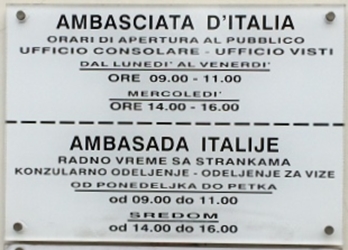 AMBASCIATA D'ITALIA
ORARI DI APERTURA AL PUBBLICO
UFFICIO CONSOLARE - UFFICIO VISTI
DAL LUNEDI' AL VENERDI'
ORE 09.00 - 11.00
MERCOLEDI'
ORE 14.00 - 16.00
AMBASADA ITALIJE
RADNO VREME SA STRANKAMA
KONZULARNO ODELJENJE - ODELJENJE ZA VIZE
OD PONEDELJKA DO PETKA
od 09.00 do 11.00
SREDOM
od 14.00 do 16.00